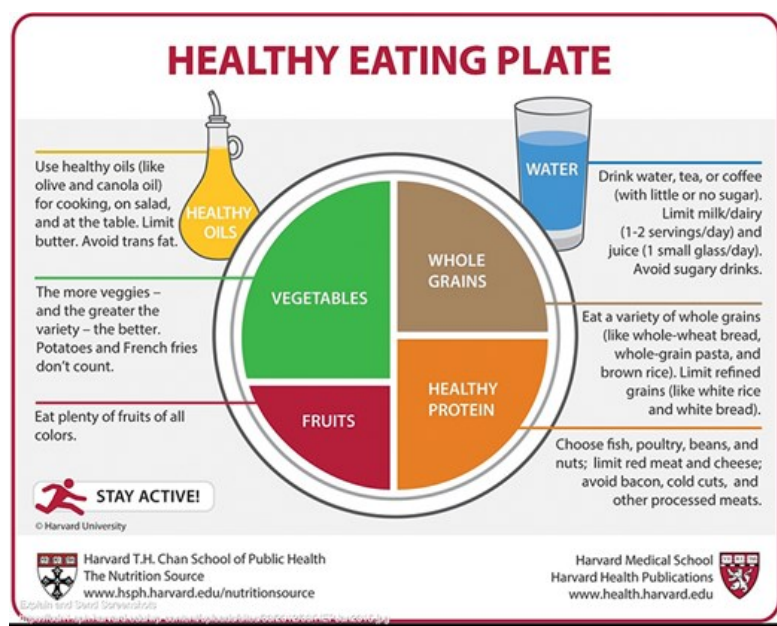 HEALTHY EATING PLATE
Use healthy oils (like
olive and canola oil)
for cooking, on salad,
and at the table. Limit
butter. Avoid trans fat.
HEALTHY
OILS
The more veggies –
and the greater the
variety – the better.
Potatoes and French fries
don't count.
Eat plenty of fruits of all
colors.
STAY ACTIVE!
© Harvard University
VEGETABLES
FRUITS
WHOLE
GRAINS
HEALTHY
PROTEIN
WATER
Drink water, tea, or coffee
(with little or no sugar).
Limit milk/dairy
(1-2 servings/day) and
juice (1 small glass/day).
Avoid sugary drinks.
Eat a variety of whole grains
(like whole-wheat bread,
whole-grain pasta, and
brown rice). Limit refined
grains (like white rice
and white bread).
Choose fish, poultry, beans, and
nuts; limit red meat and cheese;
avoid bacon, cold cuts, and
other processed meats.
Harvard T.H. Chan School of Public Health
The Nutrition Source
www.hsph.harvard.edu/nutritionsource
Harvard Medical School
Harvard Health Publications
www.health.harvard.edu
Explain and Send Screenshots